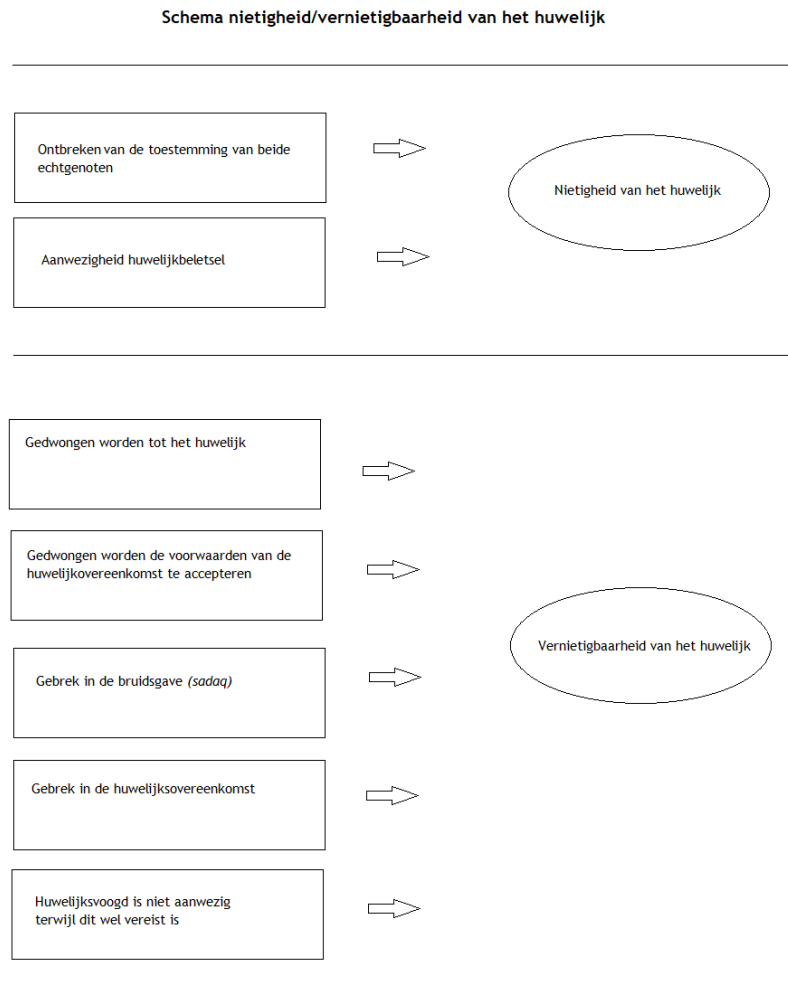 Schema nietigheid/vernietigbaarheid van het huwelijk
Ontbreken van de toestemming van beide
echtgenoten
Nietigheid van het huwelijk
Aanwezigheid huwelijkbeletsel
Gedwongen worden tot het huwelijk
Gedwongen worden de voorwaarden van de
huwelijkovereenkomst te accepteren
Vernietigbaarheid van het huwelijk
Gebrek in de bruidsgave (sadaq)
Gebrek in de huwelijksovereenkomst
Huwelijksvoogd is niet aanwezig
terwijl dit wel vereist is